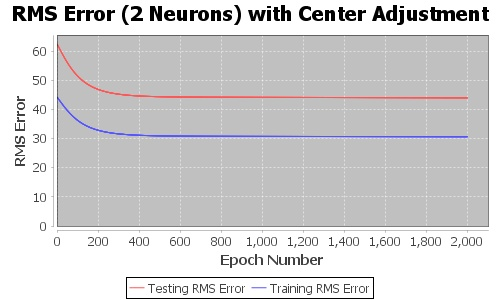 RMS Error (2 Neurons) with Center Adjustment
RMS Error
60
50
40
30
20
10
0
0 200 400 600 800 1,000 1,200 1,400 1,600 1,800 2,000
Epoch Number
Testing RMS Error Training RMS Error